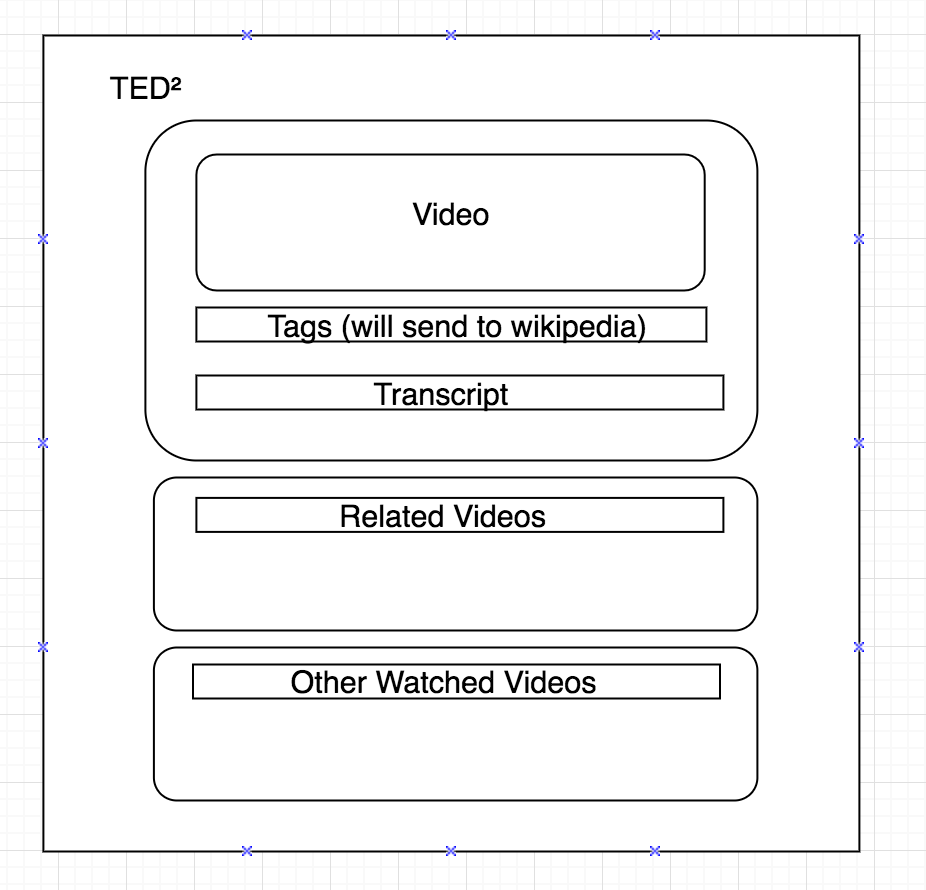 TED²
Video
Tags (will send to wikipedia)
Transcript
Related Videos
Other Watched Videos